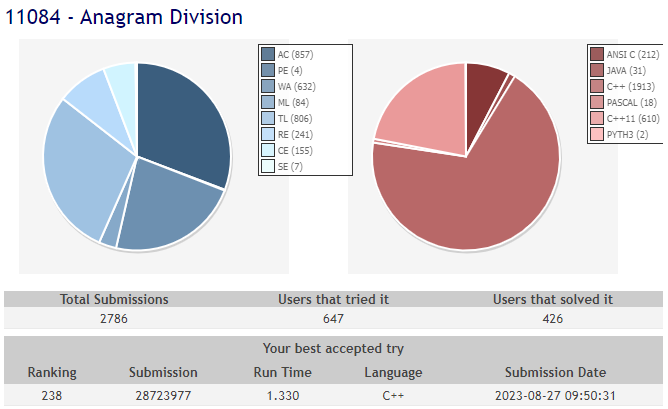 11084 - Anagram Division
AC (857)
PE (4)
WA (632)
ML (84)
TL (806)
RE (241)
CE (155)
SE (7)
ANSI C (212)
JAVA (31)
C++ (1913)
PASCAL (18)
C++11 (610)
PYTH3 (2)
Total Submissions Users that tried it Users that solved it
2786 647 426
Your best accepted try
Ranking Submission Run Time Language Submission Date
238 28723977 1.330 C++ 2023-08-27 09:50:31